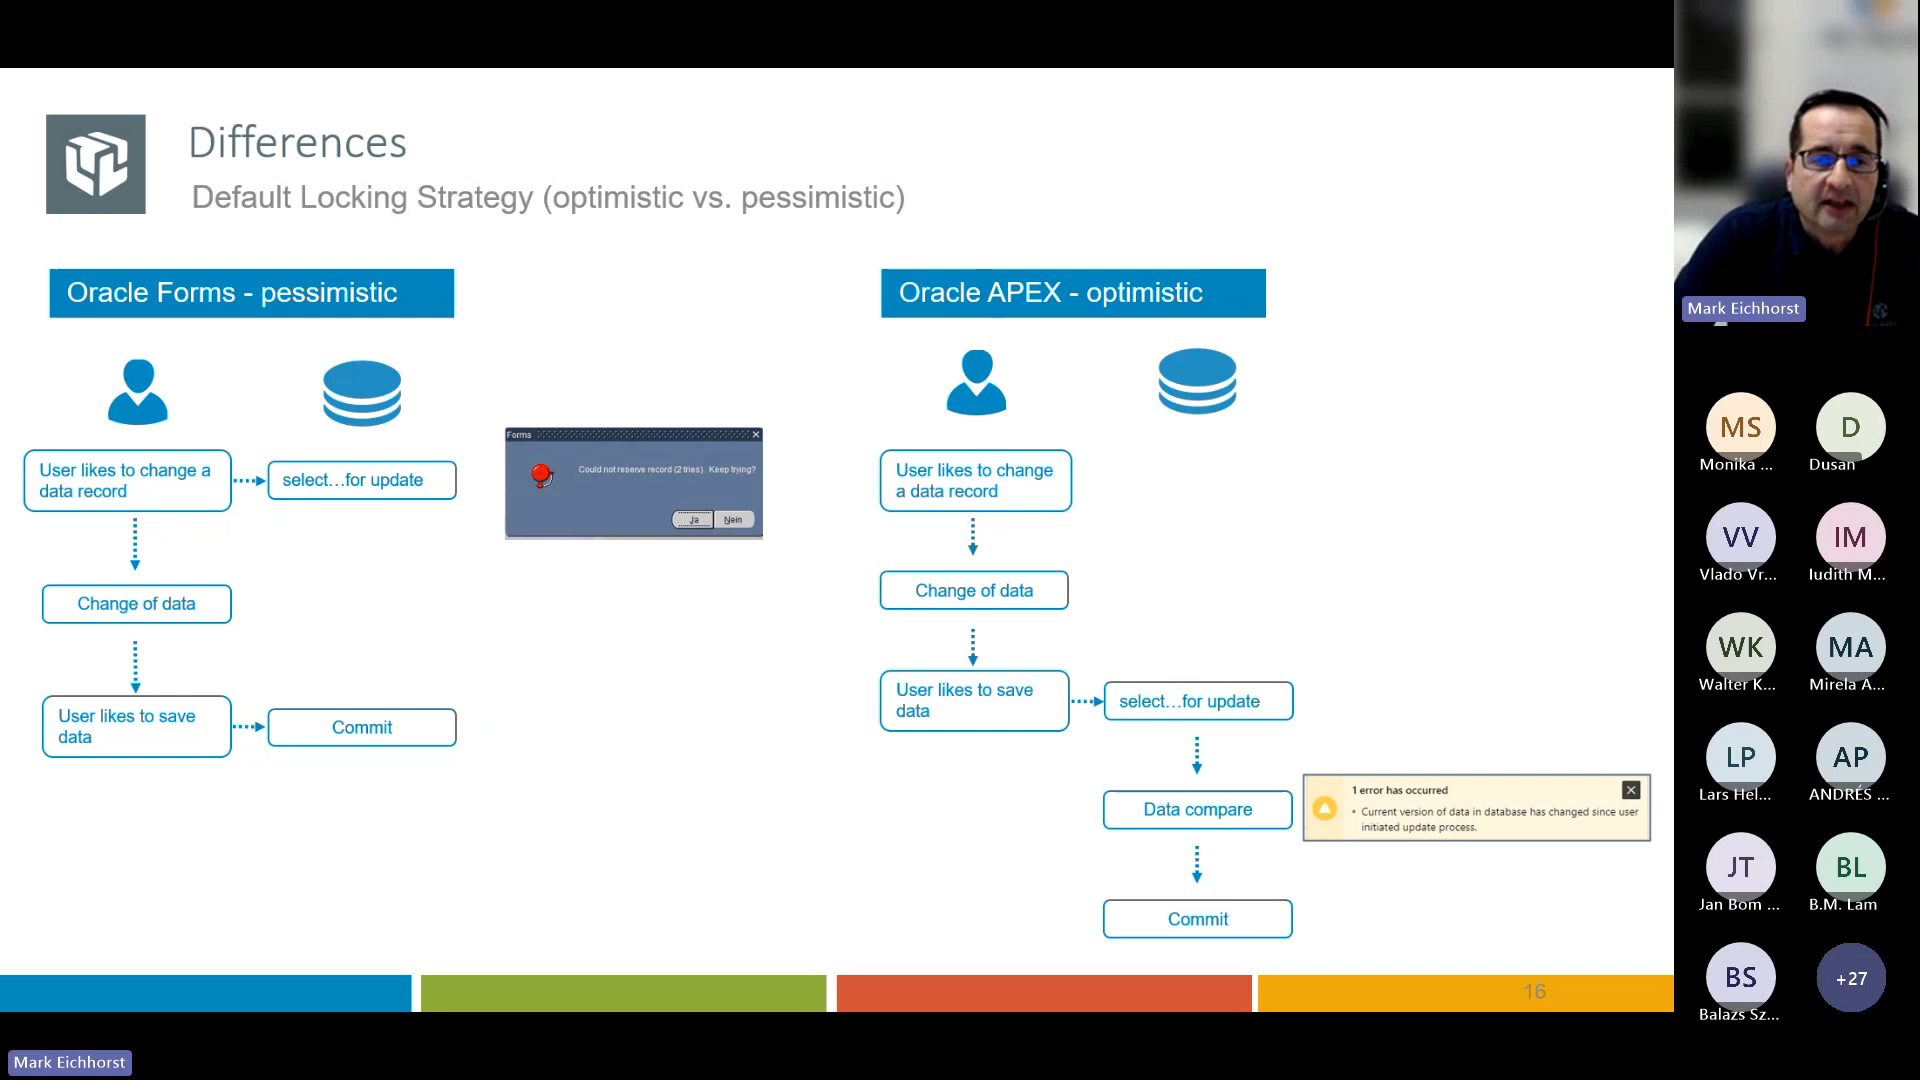 Differences
Default Locking Strategy (optimistic vs. pessimistic)
Oracle Forms - pessimistic
User likes to change a
data record
select...for update
Change of data
User likes to save
data
Commit
Forms
Could not reserve record (2 tries). Keep trying?
Ja
Nein
Oracle APEX - optimistic
User likes to change
a data record
Change of data
User likes to save
data
select...for update
Data compare
Commit
1 error has occurred
• Current version of data in database has changed since user
initiated update process.
16
Mark Eichhorst
Mark Eichhorst
MS
Monika ...
D
Dusan
VV
Vlado Vr...
IM
Iudith M...
WK
Walter K...
MA
Mirela A...
LP
Lars Hel...
AP
ANDRÉS ...
JT
Jan Bom ...
BL
B.M. Lam
BS
Balazs Sz...
+27